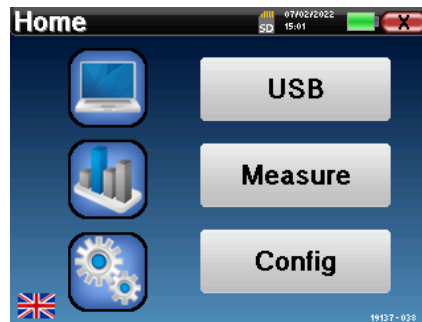 Home
SD
07/02/2022
15:01
X
USB
Measure
Config
19137-038